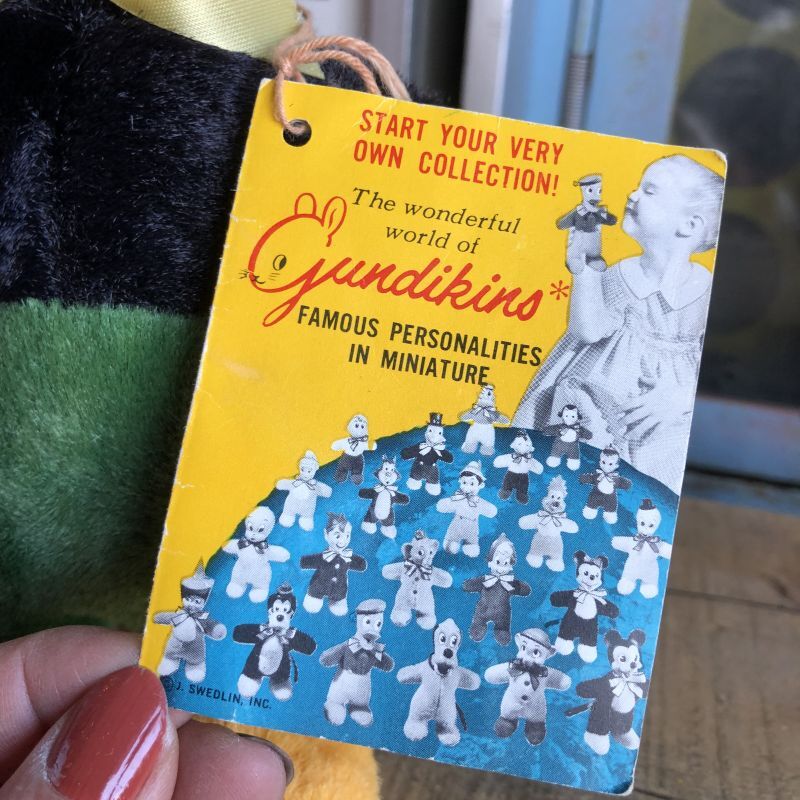 START YOUR VERY
OWN COLLECTION!
The wonderful
world of
Gundikins*
FAMOUS PERSONALITIES
IN MINIATURE
© J. SWEDLIN, INC.